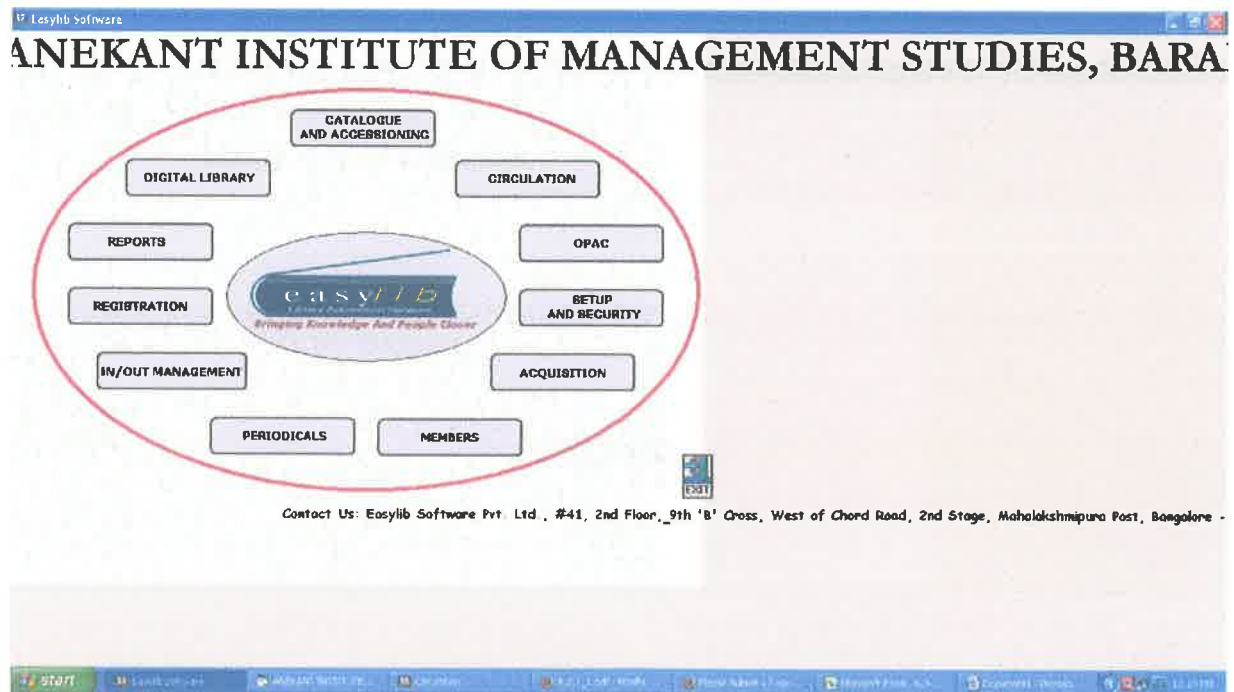 Easylib Software
ANEKANT INSTITUTE OF MANAGEMENT STUDIES, BARA
CATALOGUE
AND ACCESSIONING
DIGITAL LIBRARY
CIRCULATION
REPORTS
OPAC
easylib
Bringing Knowledge And People Closer
REGISTRATION
SETUP
AND SECURITY
IN/OUT MANAGEMENT
ACQUISITION
PERIODICALS
MEMBERS
EXIT
Contact Us: Easylib Software Pvt. Ltd., #41, 2nd Floor, 9th 'B' Cross, West of Chord Road, 2nd Stage, Mahalakshmipura Post, Bangalore -
start